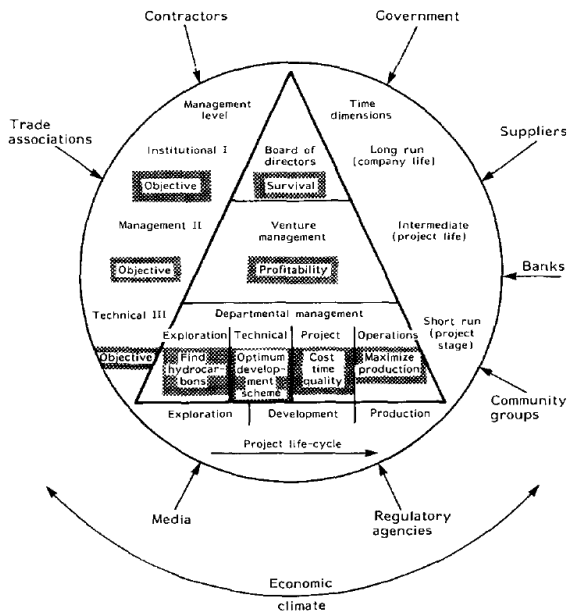 Contractors
Government
Trade
associations
Suppliers
Management
level
Time
dimensions
Institutional I
Board of
directors
Long run
(company life)
Objective
Survival
Management II
Venture
management
Intermediate
(project life)
Objective
Profitability
Banks
Technical III
Departmental management
Short run
(project
stage)
Exploration
Technical
Project
Operations
Objective
Find
hydrocar-
bons
Optimum
develop-
ment
scheme
Cost
time
quality
Maximize
production
Exploration
Development
Production
Community
groups
Project life-cycle
Media
Regulatory
agencies
Economic
climate